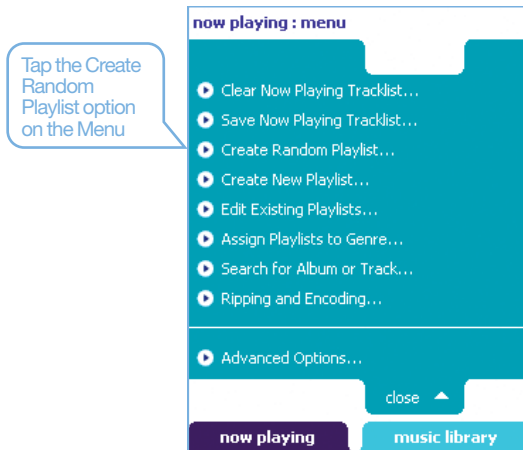 now playing : menu
Tap the Create
Random
Playlist option
on the Menu
Clear Now Playing Tracklist...
Save Now Playing Tracklist...
Create Random Playlist...
Create New Playlist...
Edit Existing Playlists...
Assign Playlists to Genre...
Search for Album or Track...
Ripping and Encoding...
Advanced Options...
close
now playing
music library